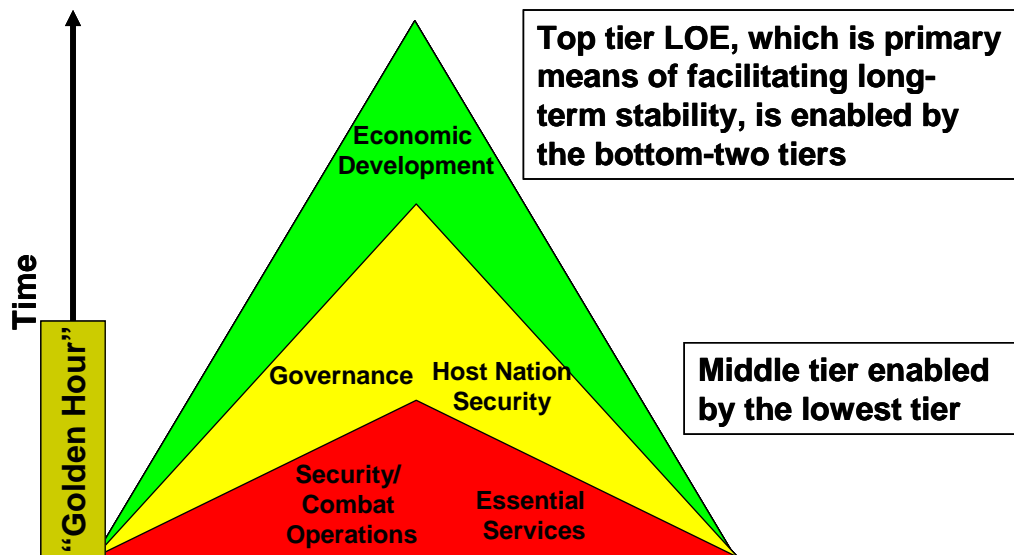 Top tier LOE, which is primary
means of facilitating long-
term stability, is enabled by
the bottom-two tiers
Economic
Development
Time
"Golden Hour"
Governance
Host Nation
Security
Middle tier enabled
by the lowest tier
Security/
Combat
Operations
Essential
Services